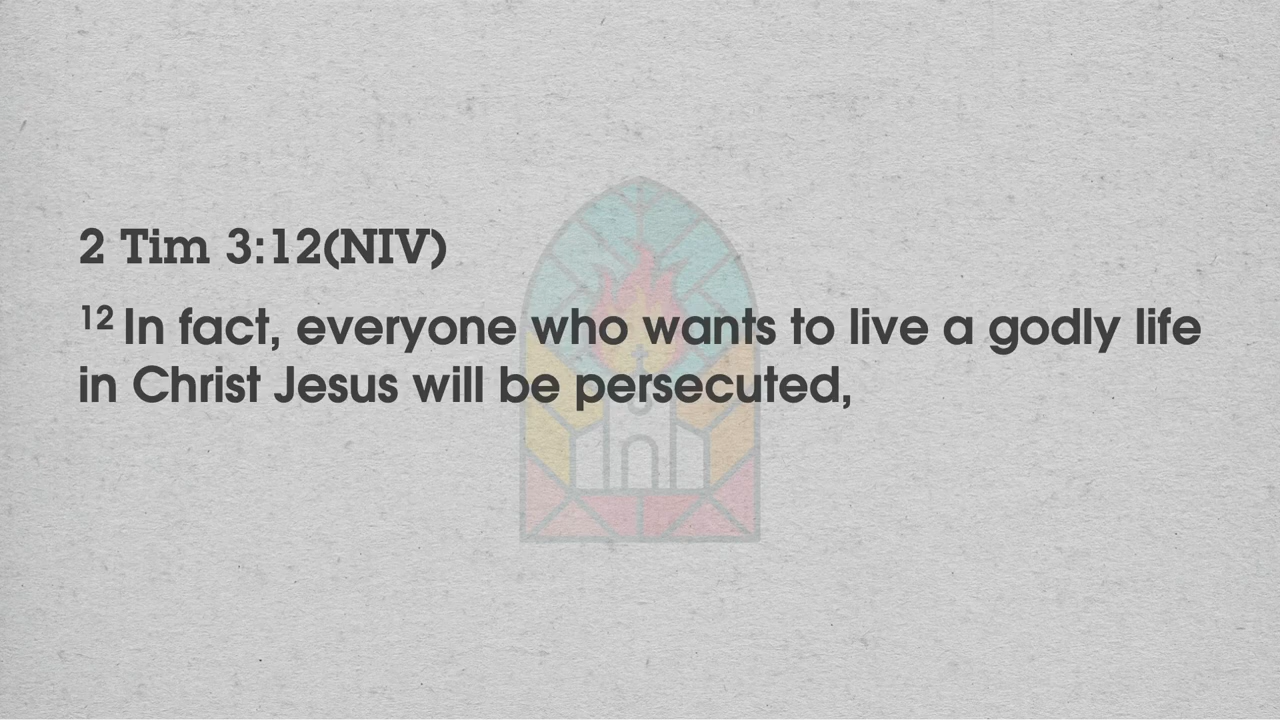 2 Tim 3:12(NIV)
12 In fact, everyone who wants to live a godly life
in Christ Jesus will be persecuted,